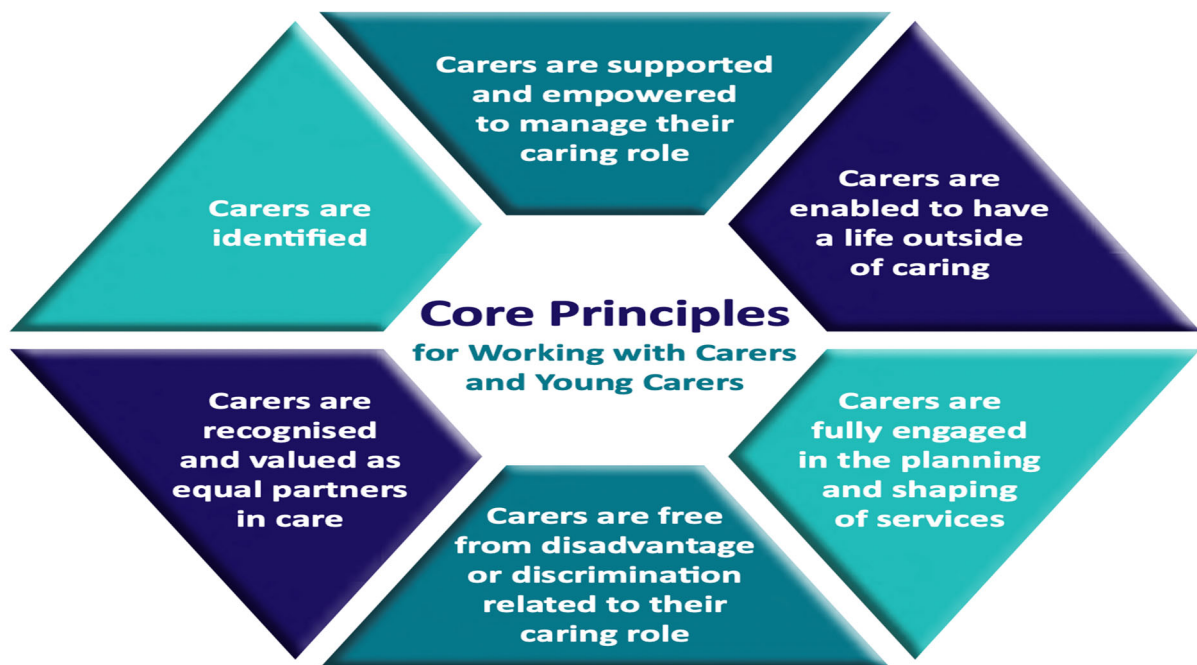 Carers are supported
and empowered
to manage their
caring role
Carers are
identified
Carers are
enabled to have
a life outside
of caring
Core Principles
for Working with Carers
and Young Carers
Carers are
recognised
and valued as
equal partners
in care
Carers are
fully engaged
in the planning
and shaping
of services
Carers are free
from disadvantage
or discrimination
related to their
caring role